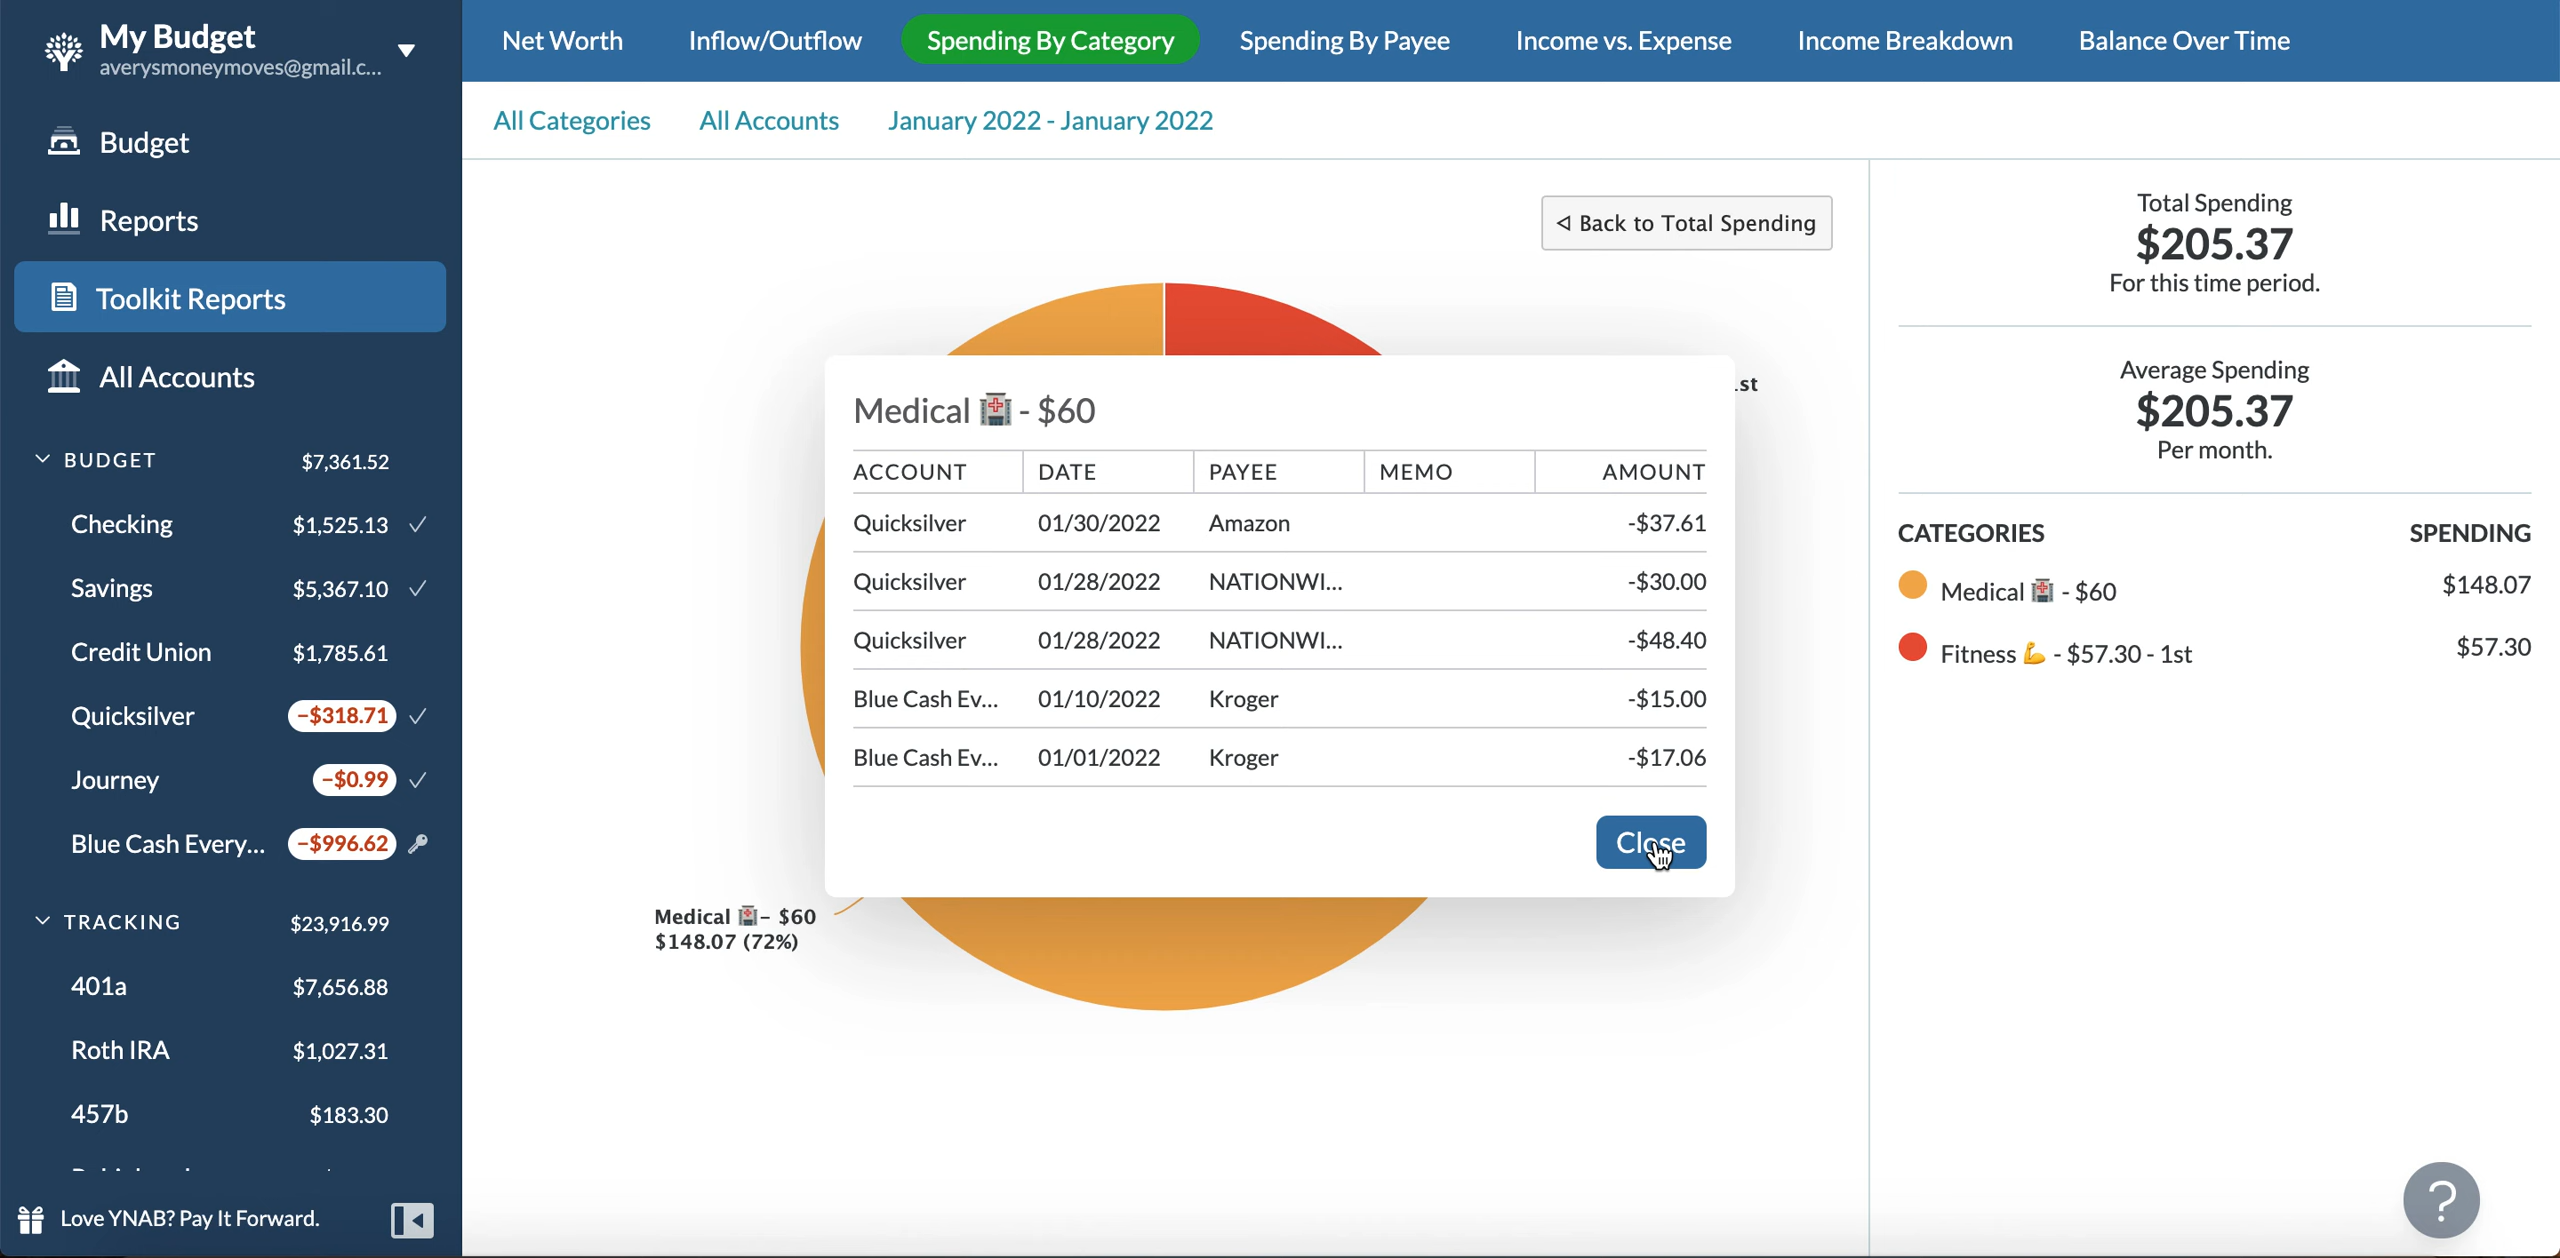 My Budget
averysmoneymoves@gmail.c...
Budget
Reports
Toolkit Reports
All Accounts
BUDGET $7,361.52
Checking $1,525.13
Savings $5,367.10
Credit Union $1,785.61
Quicksilver -$318.71
Journey -$0.99
Blue Cash Every... -$996.62
TRACKING $23,916.99
401a $7,656.88
Roth IRA $1,027.31
457b $183.30
Love YNAB? Pay It Forward.
Net Worth Inflow/Outflow Spending By Category Spending By Payee Income vs. Expense Income Breakdown Balance Over Time
All Categories All Accounts January 2022 - January 2022
Back to Total Spending
Medical 🏥 - $60
ACCOUNT DATE PAYEE MEMO AMOUNT
Quicksilver 01/30/2022 Amazon -$37.61
Quicksilver 01/28/2022 NATIONWI... -$30.00
Quicksilver 01/28/2022 NATIONWI... -$48.40
Blue Cash Ev... 01/10/2022 Kroger -$15.00
Blue Cash Ev... 01/01/2022 Kroger -$17.06
Close
Medical 🏥- $60
$148.07 (72%)
Total Spending
$205.37
For this time period.
Average Spending
$205.37
Per month.
CATEGORIES SPENDING
Medical 🏥 - $60 $148.07
Fitness 💪 - $57.30 - 1st $57.30
?